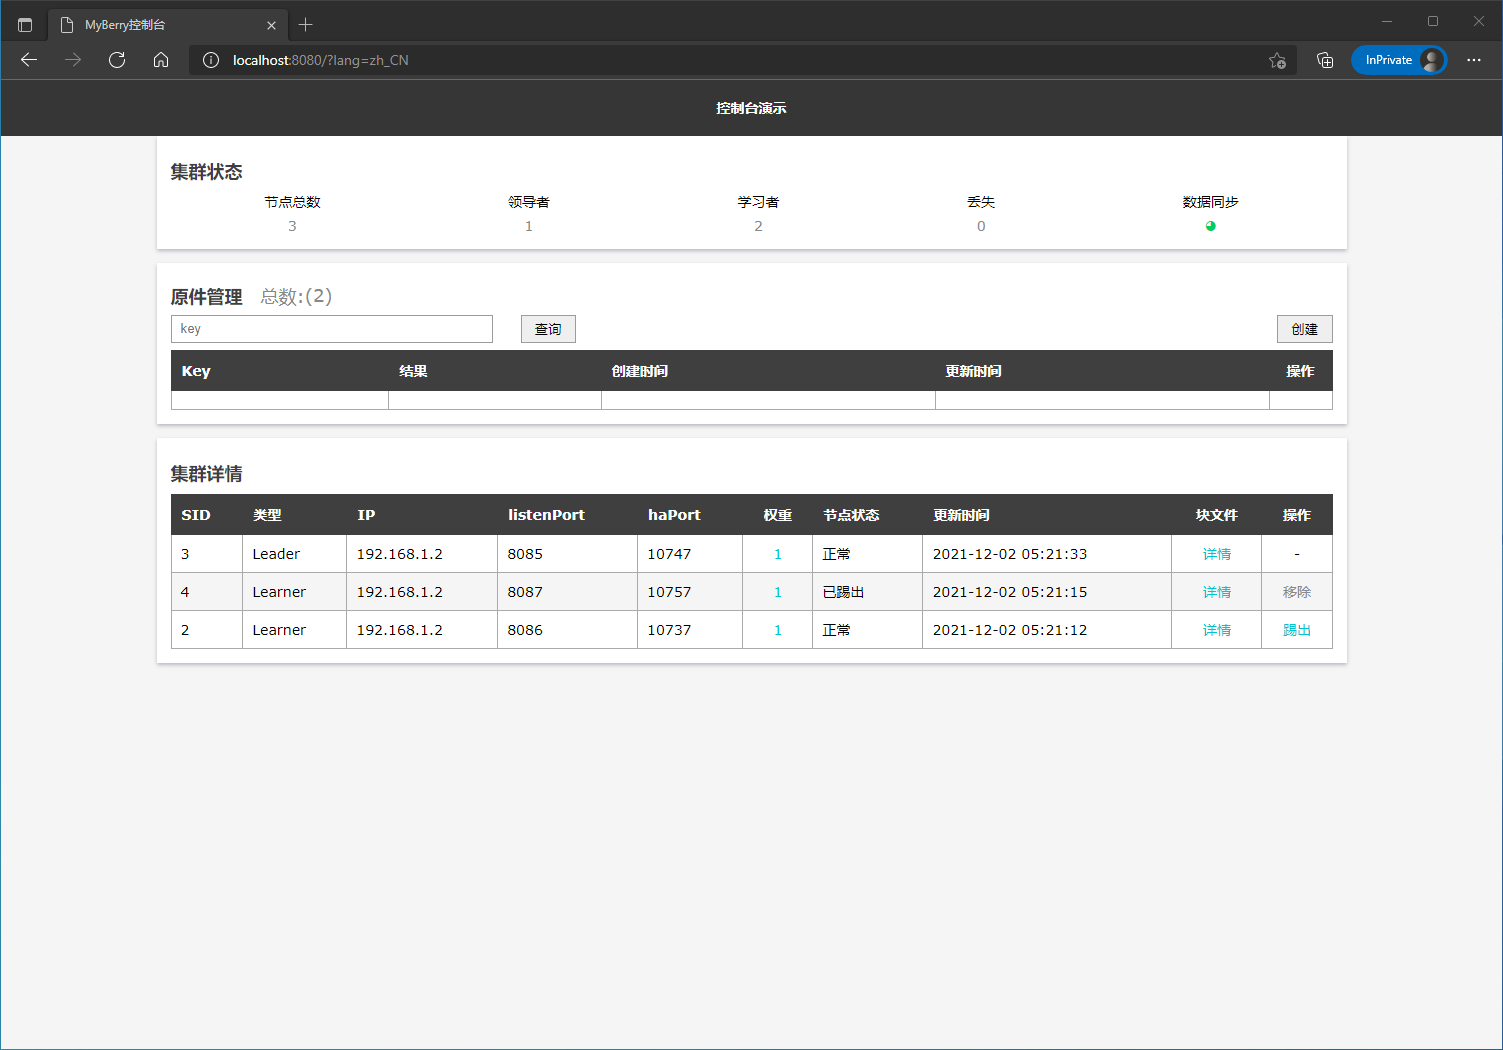 MyBerry控制台
localhost:8080/?lang=zh_CN
InPrivate
控制台演示
集群状态
节点总数 领导者 学习者 丢失 数据同步
3 1 2 0
原件管理 总数:(2)
key 查询 创建
Key 结果 创建时间 更新时间 操作
集群详情
SID 类型 IP listenPort haPort 权重 节点状态 更新时间 块文件 操作
3 Leader 192.168.1.2 8085 10747 1 正常 2021-12-02 05:21:33 详情 -
4 Learner 192.168.1.2 8087 10757 1 已踢出 2021-12-02 05:21:15 详情 移除
2 Learner 192.168.1.2 8086 10737 1 正常 2021-12-02 05:21:12 详情 踢出